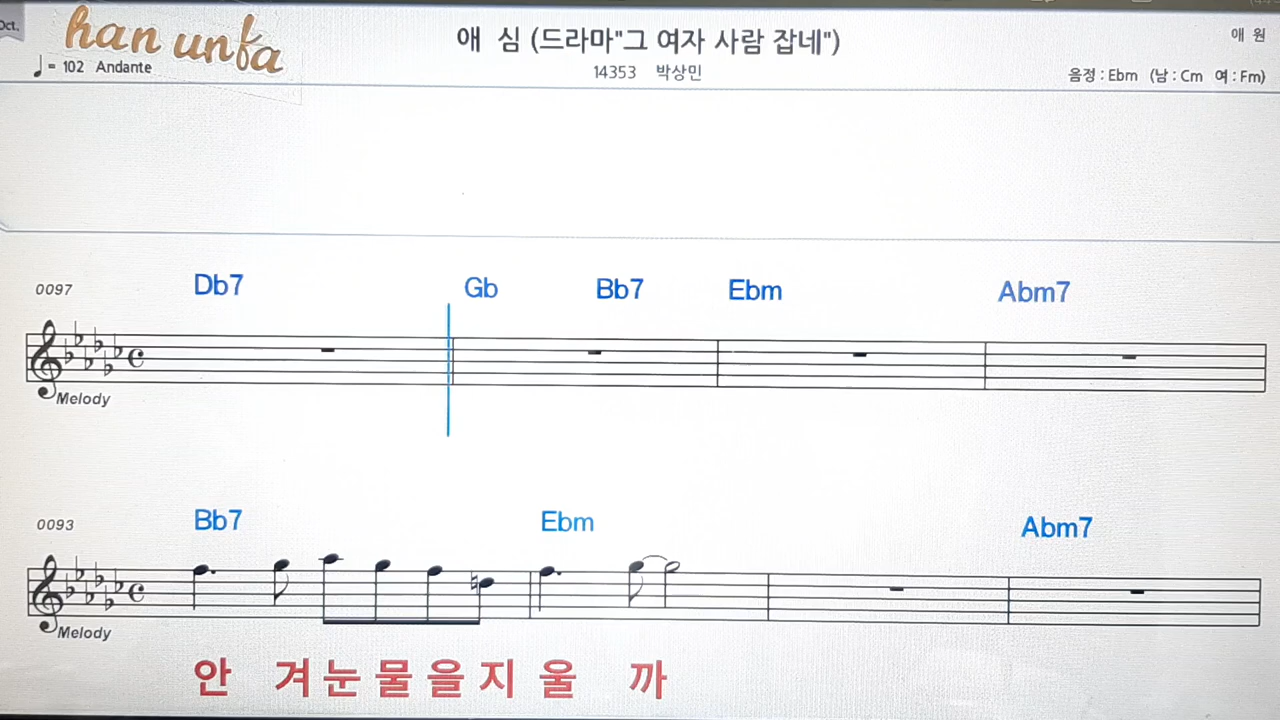 Oct.
han unfa
♩= 102 Andante
애 심 (드라마"그 여자 사람 잡네")
14353 박상민
애 원
음정 : Ebm (남 : Cm 여 : Fm)
0097
Db7 Gb Bb7 Ebm Abm7
Melody
0093
Bb7 Ebm Abm7
Melody
안 겨눈물을지 울 까